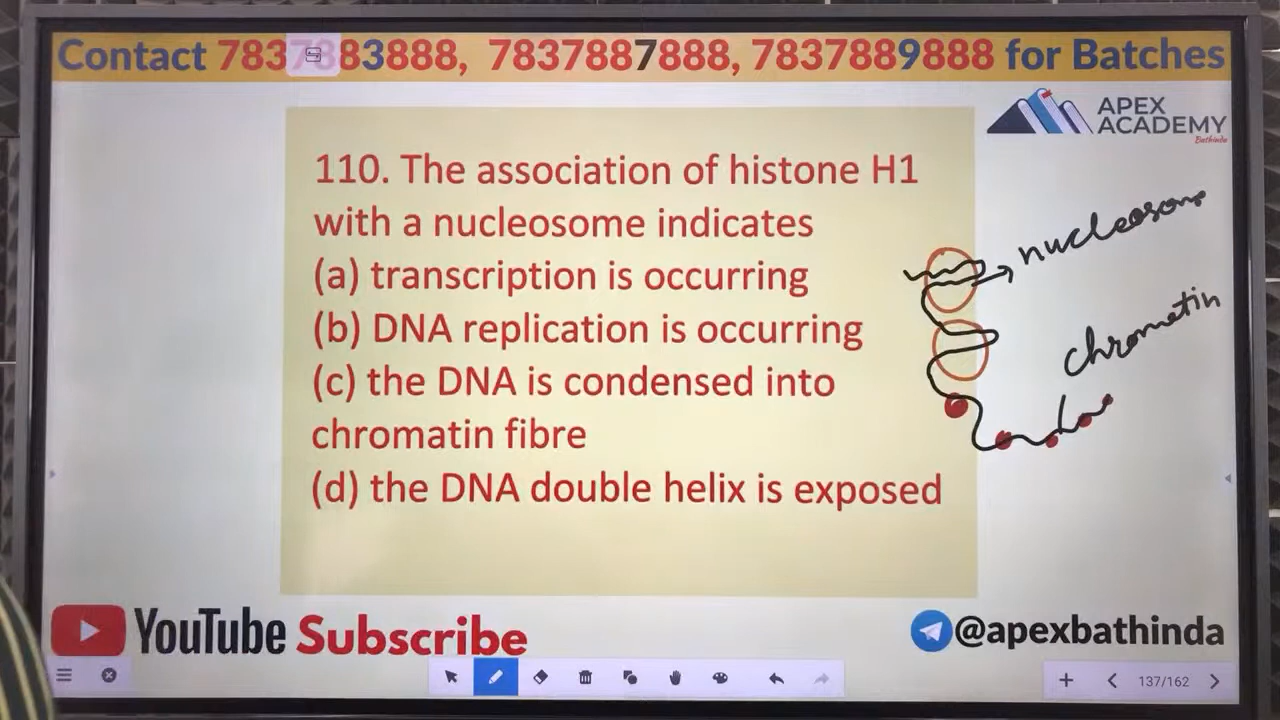 Contact 7837883888, 7837887888, 7837889888 for Batches
APEX
ACADEMY
Bathinda
110. The association of histone H1
with a nucleosome indicates
(a) transcription is occurring
(b) DNA replication is occurring
(c) the DNA is condensed into
chromatin fibre
(d) the DNA double helix is exposed
nucleosome
chromatin
YouTube Subscribe
@apexbathinda
137/162